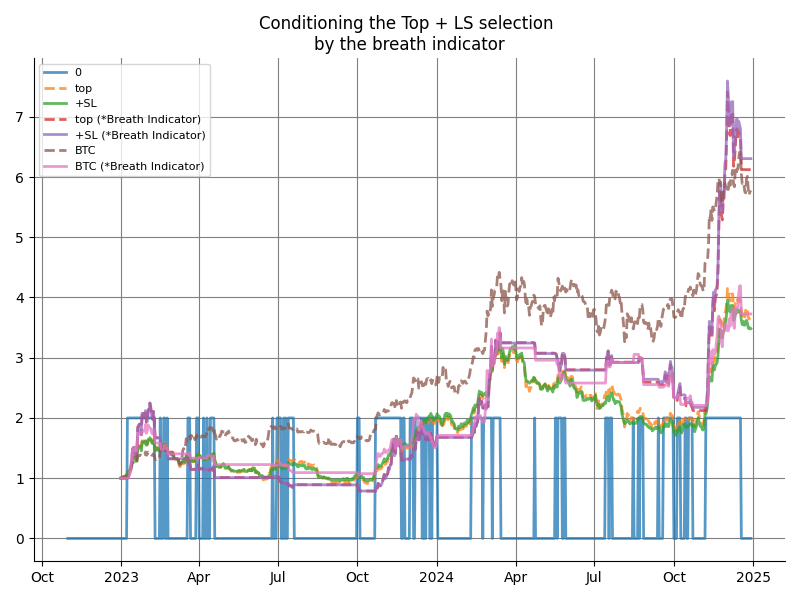 Conditioning the Top + LS selection
by the breath indicator
0
top
+SL
top (*Breath Indicator)
+SL (*Breath Indicator)
BTC
BTC (*Breath Indicator)
7
6
5
4
3
2
1
0
Oct 2023 Apr Jul Oct 2024 Apr Jul Oct 2025